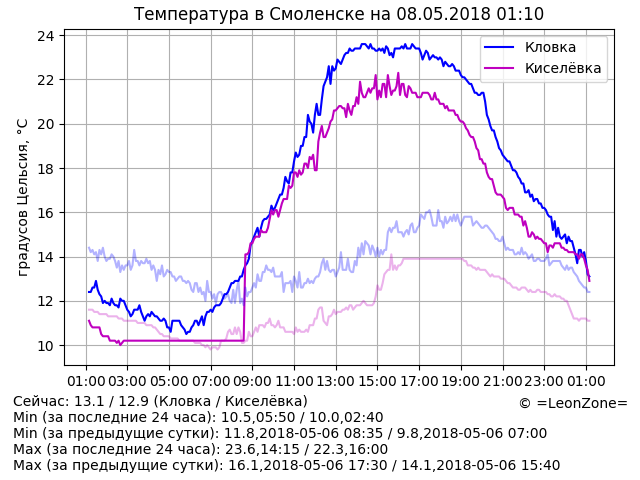 Температура в Смоленске на 08.05.2018 01:10
градусов Цельсия, °C
24
22
20
18
16
14
12
10
Кловка
Киселёвка
01:00 03:00 05:00 07:00 09:00 11:00 13:00 15:00 17:00 19:00 21:00 23:00 01:00
Сейчас: 13.1 / 12.9 (Кловка / Киселёвка)
© =LeonZone=
Min (за последние 24 часа): 10.5,05:50 / 10.0,02:40
Min (за предыдущие сутки): 11.8,2018-05-06 08:35 / 9.8,2018-05-06 07:00
Max (за последние 24 часа): 23.6,14:15 / 22.3,16:00
Max (за предыдущие сутки): 16.1,2018-05-06 17:30 / 14.1,2018-05-06 15:40